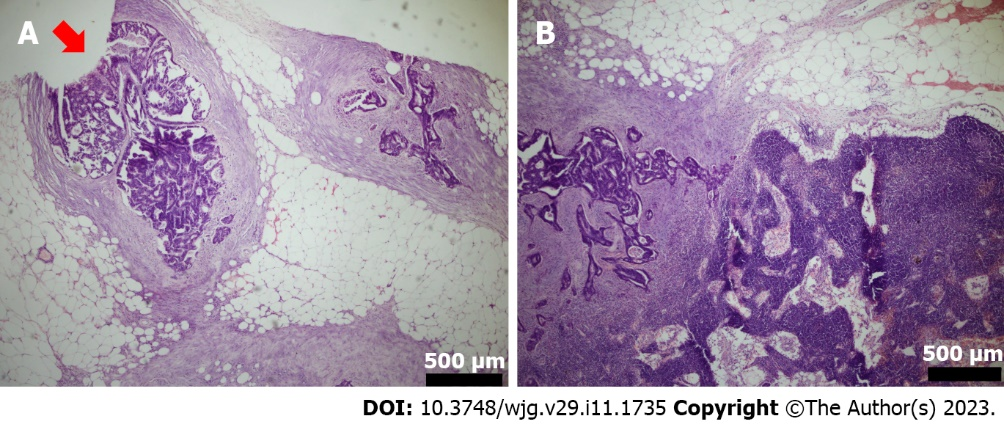 A
B
500 µm
500 µm
DOI: 10.3748/wjg.v29.i11.1735 Copyright ©The Author(s) 2023.